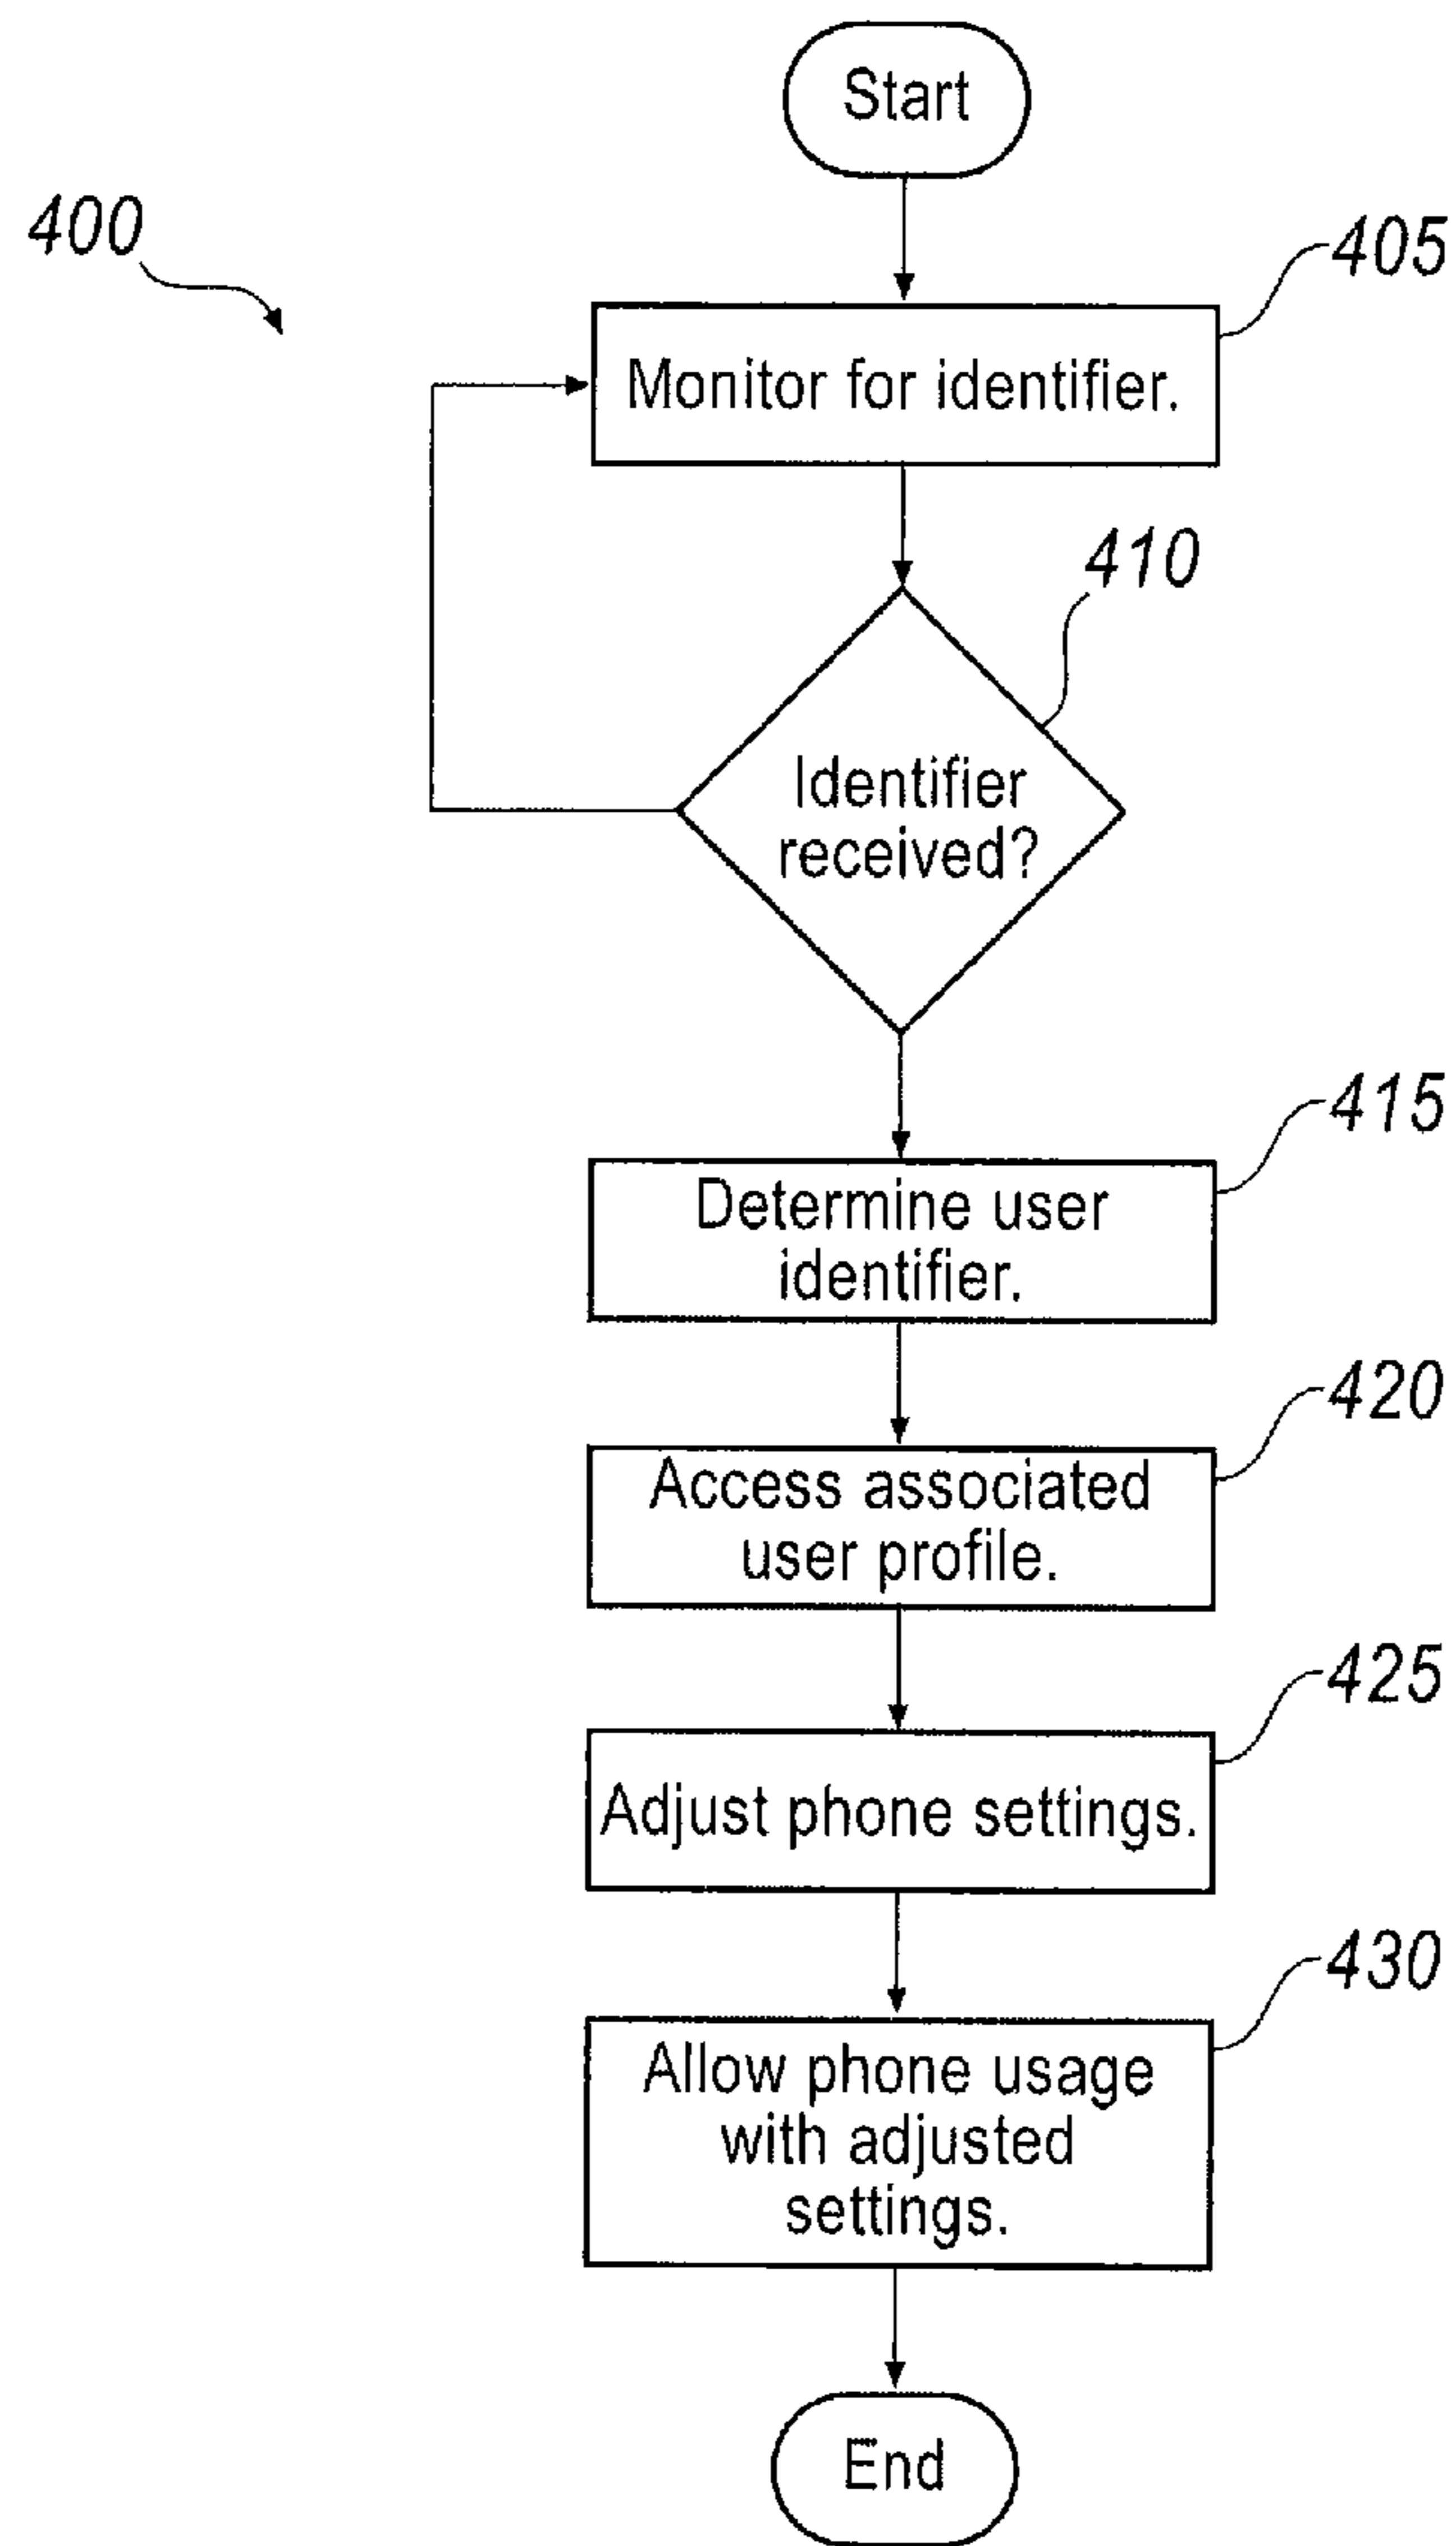 Start
400
405
Monitor for identifier.
410
Identifier
received?
415
Determine user
identifier.
420
Access associated
user profile.
425
Adjust phone settings.
430
Allow phone usage
with adjusted
settings.
End